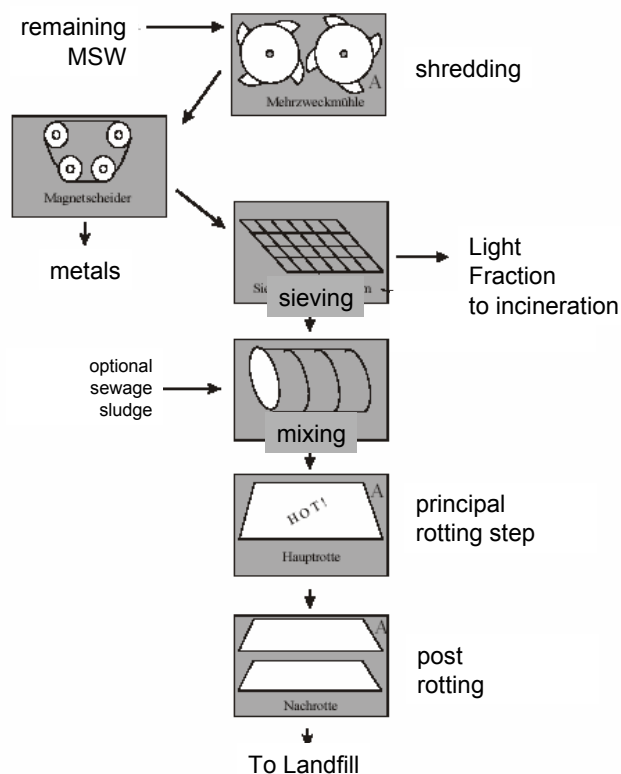 remaining
MSW
A
Mehrzweckmühle
shredding
Magnetscheider
metals
sieving
Light
Fraction
to incineration
optional
sewage
sludge
mixing
A
HOT!
Hauptrotte
principal
rotting step
A
Nachrotte
post
rotting
To Landfill